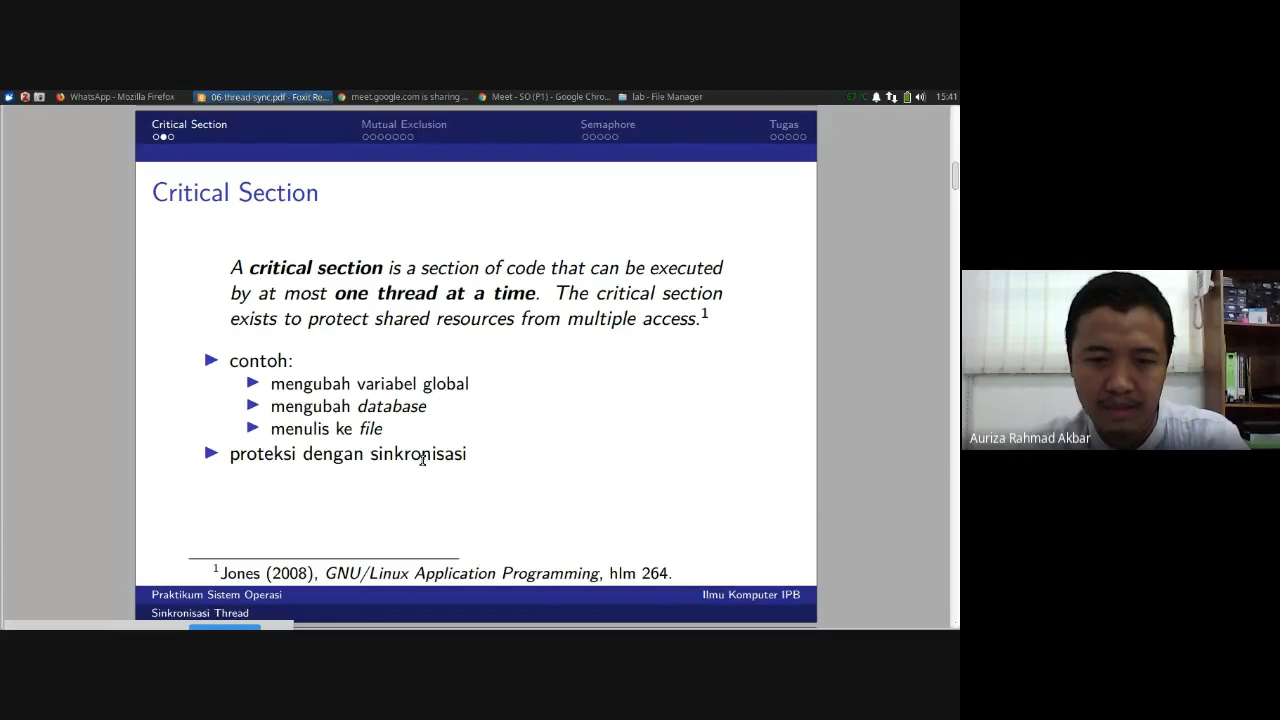 WhatsApp - Mozilla Firefox
06-thread-sync.pdf - Foxit Re...
meet.google.com is sharing ...
Meet - SO (P1) - Google Chro...
lab - File Manager
67°C
15:41
Critical Section
Mutual Exclusion
Semaphore
Tugas
Critical Section
A critical section is a section of code that can be executed
by at most one thread at a time. The critical section
exists to protect shared resources from multiple access.1
contoh:
mengubah variabel global
mengubah database
menulis ke file
proteksi dengan sinkronisasi
1Jones (2008), GNU/Linux Application Programming, hlm 264.
Praktikum Sistem Operasi
Ilmu Komputer IPB
Sinkronisasi Thread
Auriza Rahmad Akbar